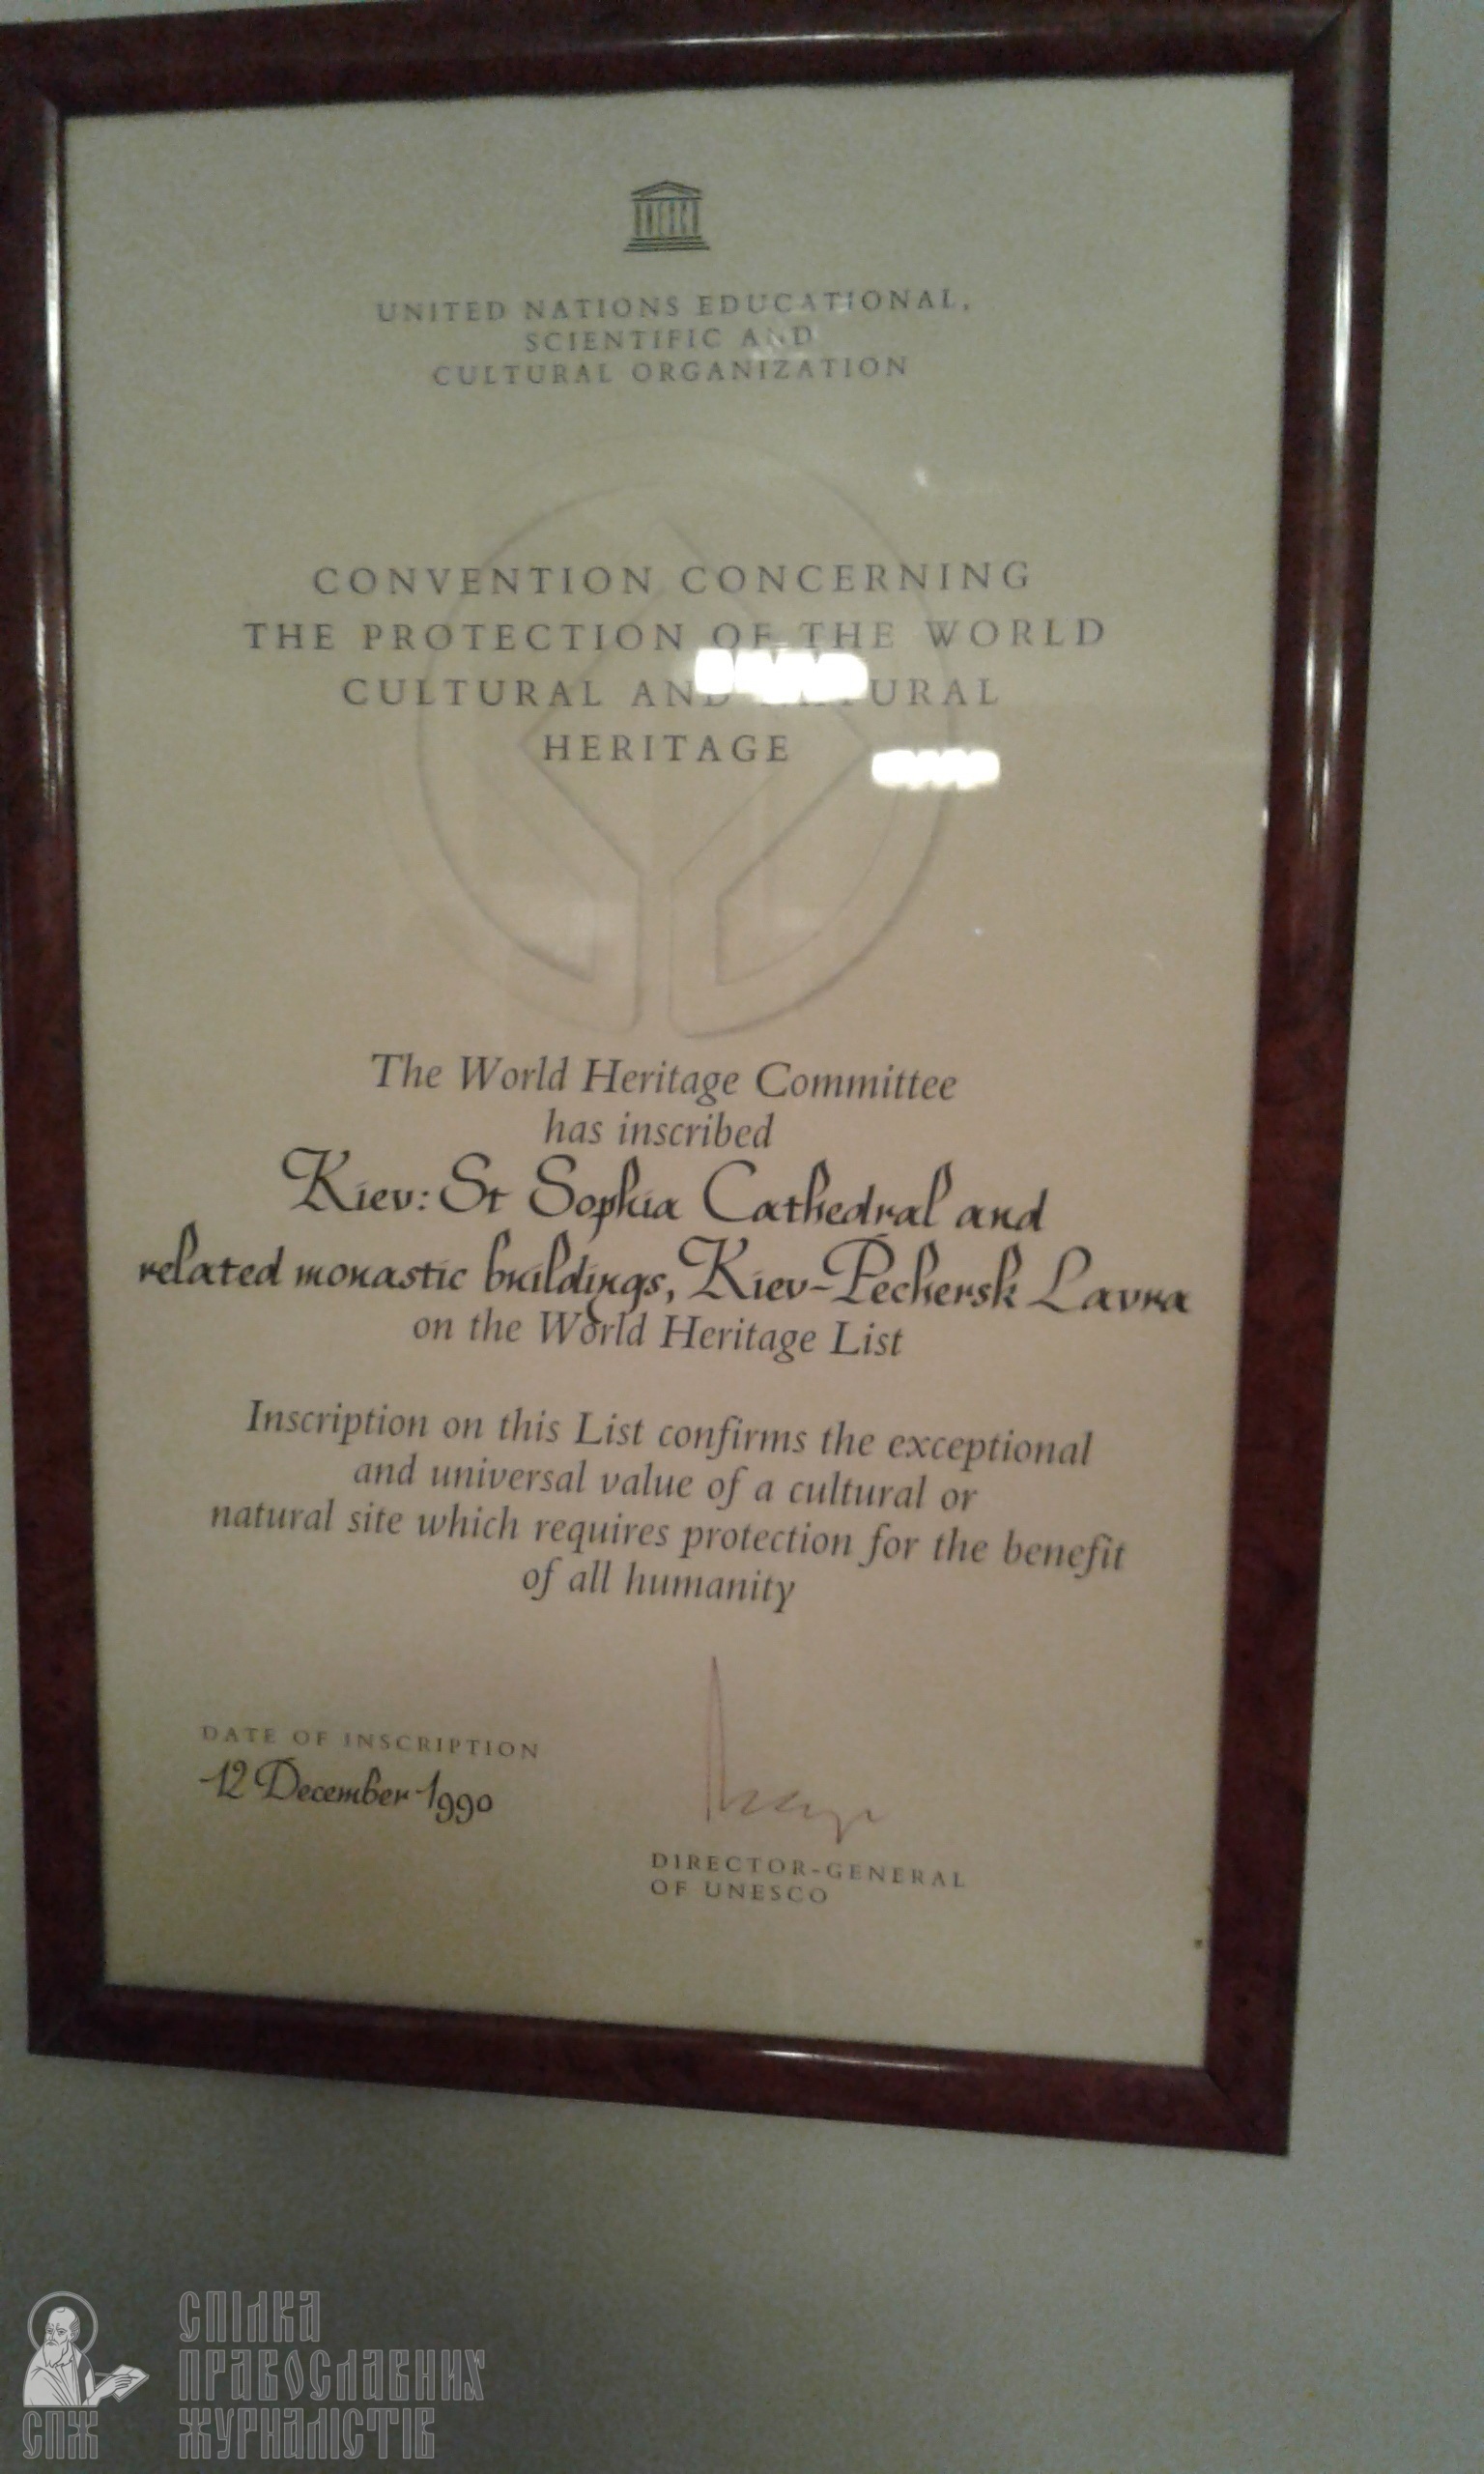 UNESCO
UNITED NATIONS EDUCATIONAL,
SCIENTIFIC AND
CULTURAL ORGANIZATION
CONVENTION CONCERNING
THE PROTECTION OF THE WORLD
CULTURAL AND NATURAL
HERITAGE
The World Heritage Committee
has inscribed
Kiev: St Sophia Cathedral and
related monastic buildings, Kiev-Pechersk Lavra
on the World Heritage List
Inscription on this List confirms the exceptional
and universal value of a cultural or
natural site which requires protection for the benefit
of all humanity
DATE OF INSCRIPTION
12 December 1990
DIRECTOR-GENERAL
OF UNESCO
СПІЛКА
ПРАВОСЛАВНИХ
ЖУРНАЛІСТІВ
СПЖ